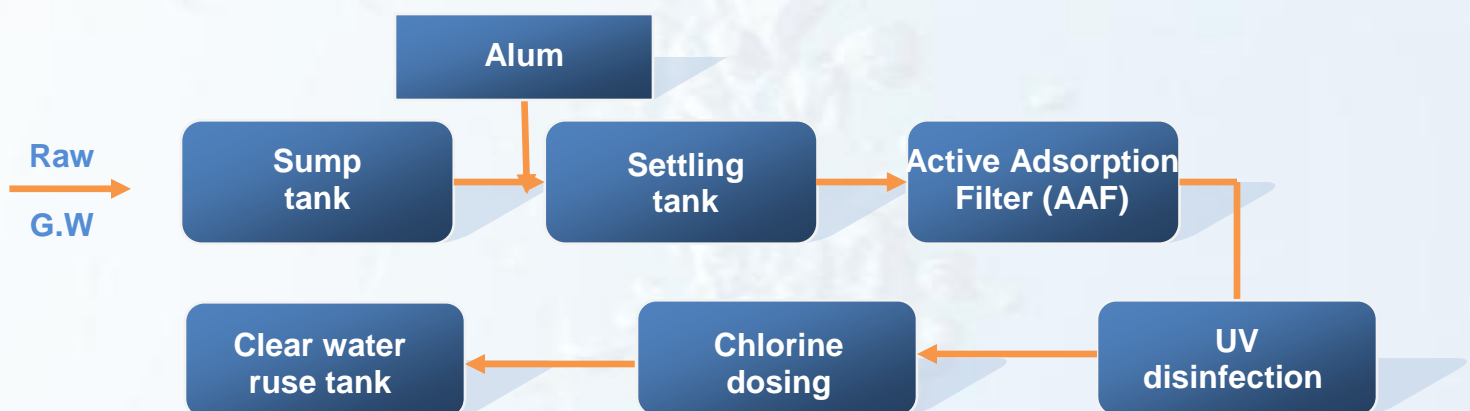 Alum
Raw
G.W
Sump
tank
Settling
tank
Active Adsorption
Filter (AAF)
Clear water
ruse tank
Chlorine
dosing
UV
disinfection